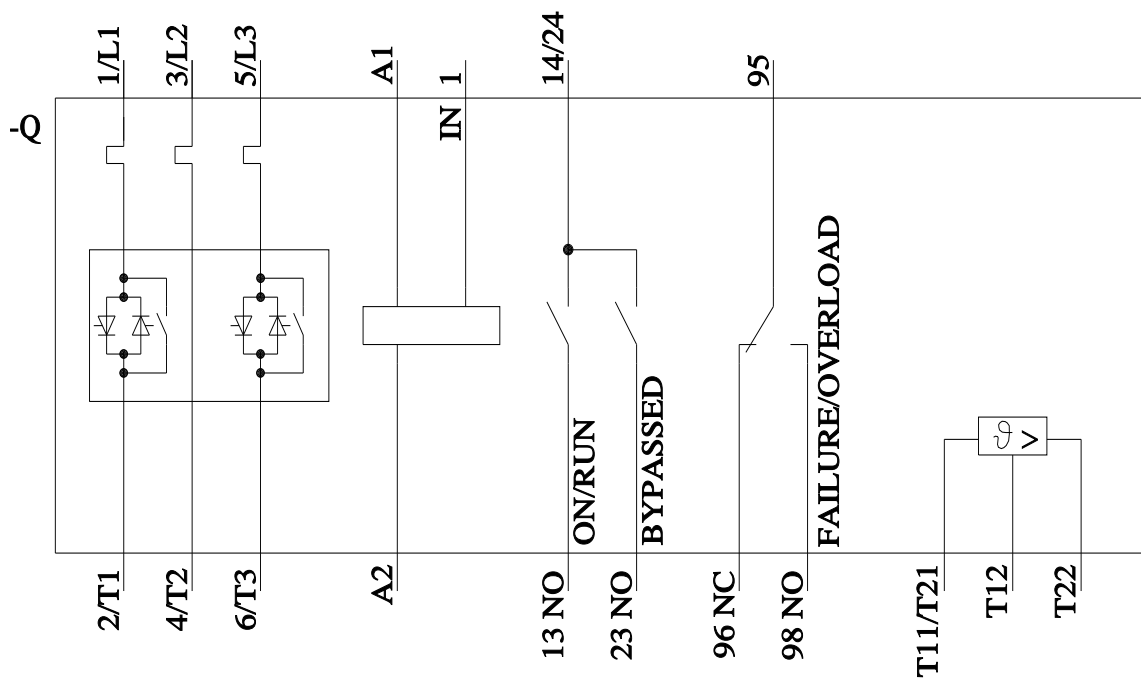 1/L1
3/L2
5/L3
A1
1
14/24
95
-Q
IN
ON/RUN
BYPASSED
FAILURE/OVERLOAD
ϑ >
2/T1
4/T2
6/T3
A2
13 NO
23 NO
96 NC
98 NO
T11/T21
T12
T22